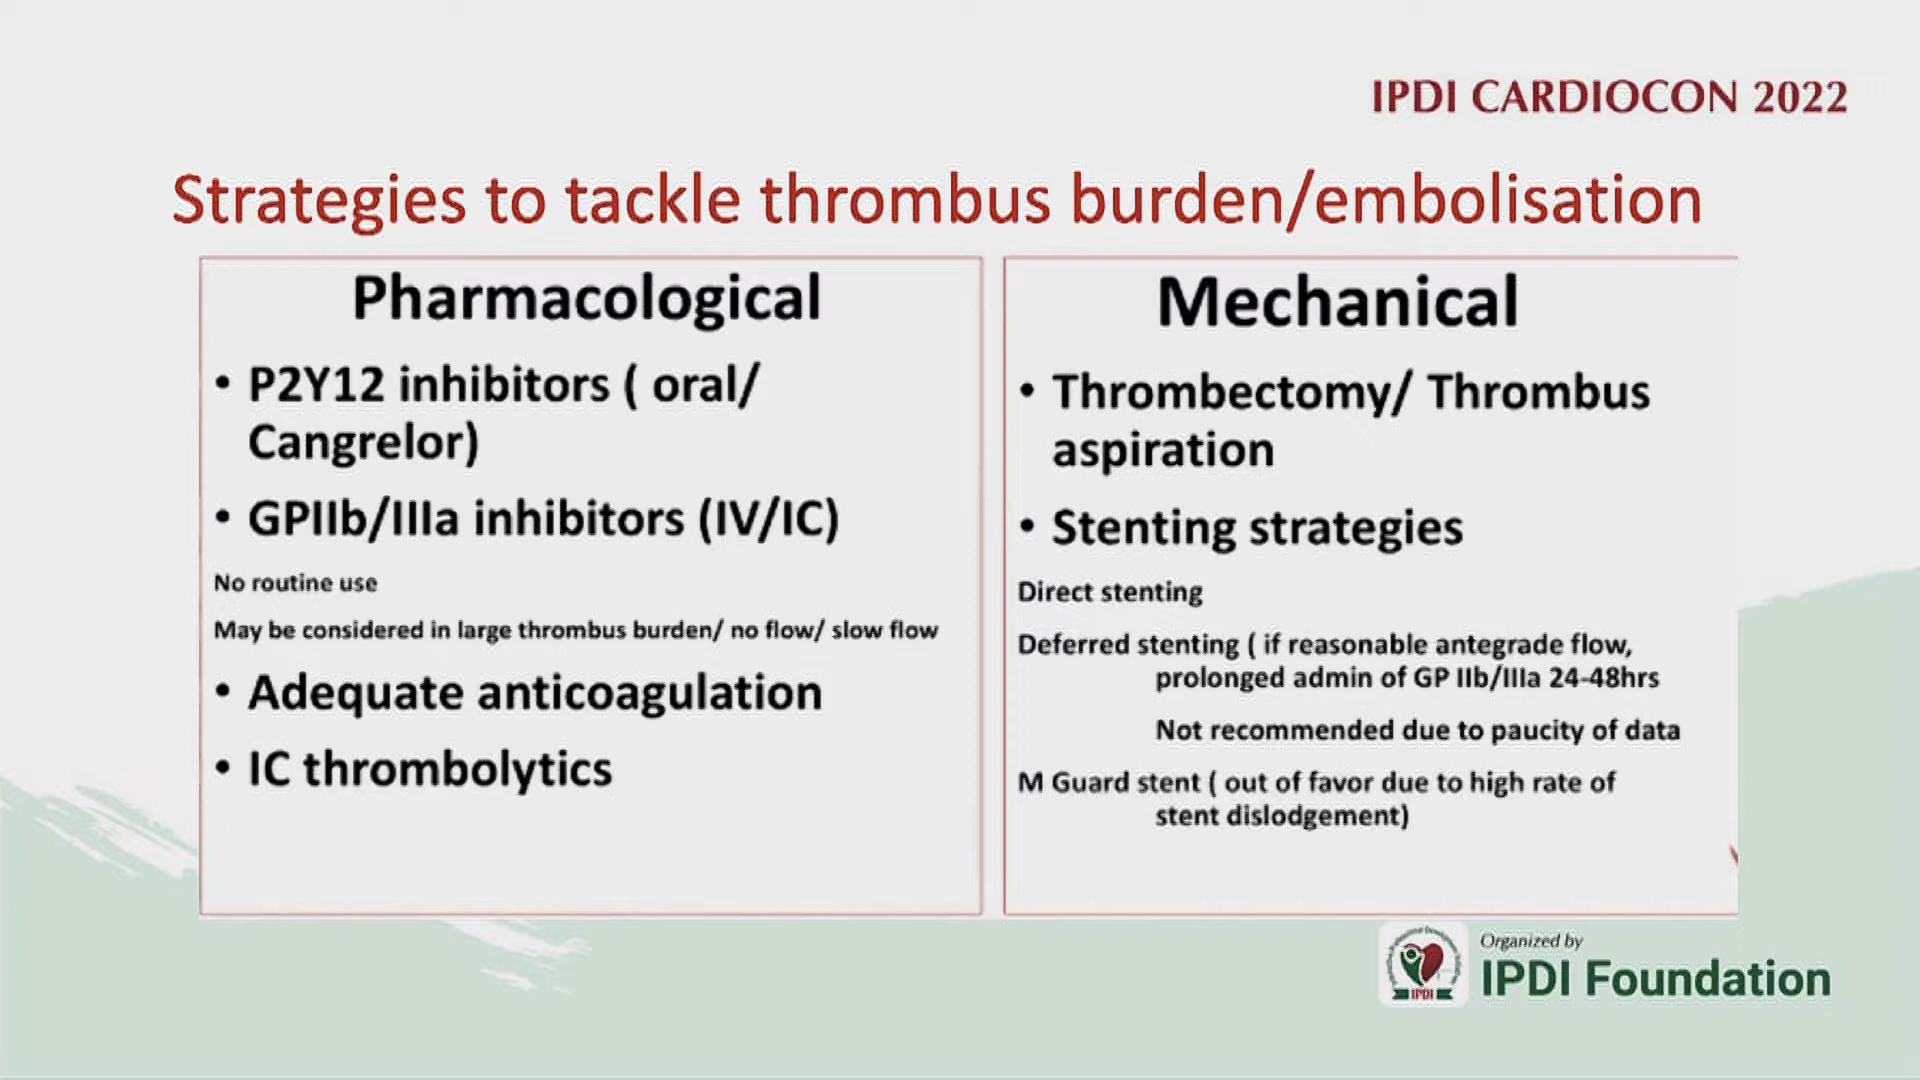 IPDI CARDIOCON 2022
Strategies to tackle thrombus burden/embolisation
Pharmacological
• P2Y12 inhibitors ( oral/
Cangrelor)
• GPIIb/IIIa inhibitors (IV/IC)
No routine use
May be considered in large thrombus burden/ no flow/ slow flow
• Adequate anticoagulation
• IC thrombolytics
Mechanical
• Thrombectomy/ Thrombus
aspiration
• Stenting strategies
Direct stenting
Deferred stenting ( if reasonable antegrade flow,
prolonged admin of GP IIb/IIIa 24-48hrs
Not recommended due to paucity of data
M Guard stent ( out of favor due to high rate of
stent dislodgement)
IPDI
Organized by
IPDI Foundation